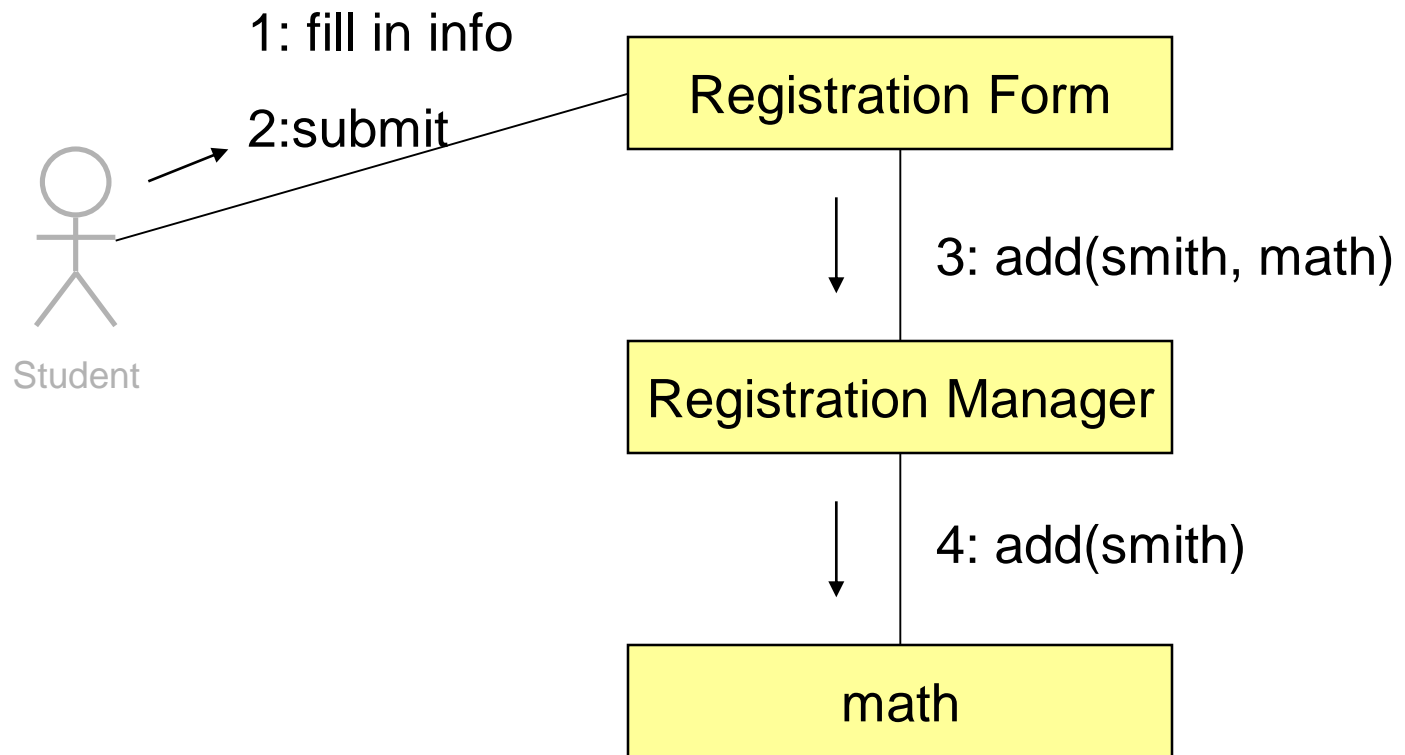 1: fill in info
Registration Form
2:submit
3: add(smith, math)
Student
Registration Manager
4: add(smith)
math